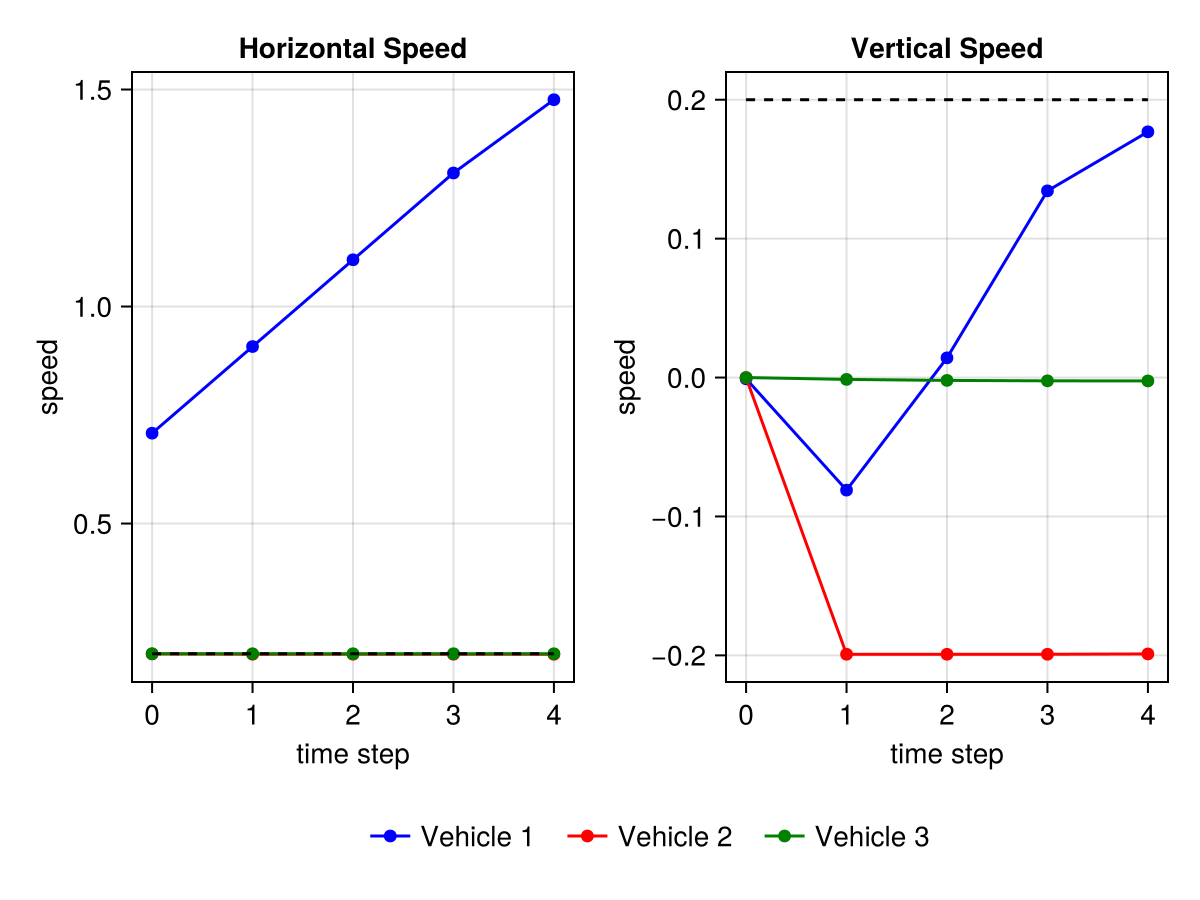 Horizontal Speed
1.5
1.0
0.5
speed
0 1 2 3 4
time step
Vertical Speed
0.2
0.1
0.0
−0.1
−0.2
speed
0 1 2 3 4
time step
Vehicle 1 Vehicle 2 Vehicle 3